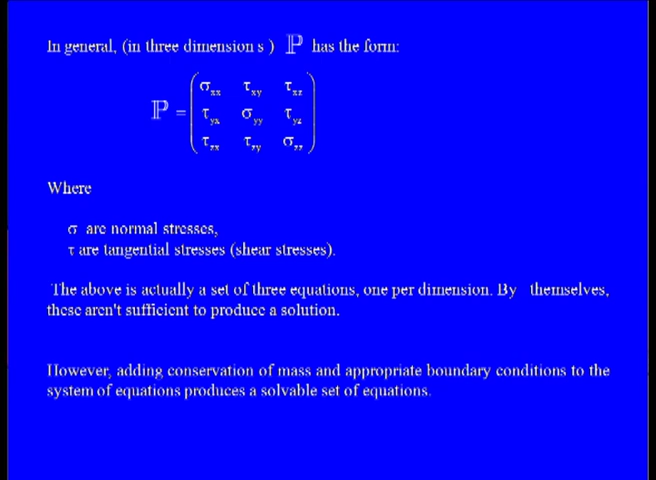 In general, (in three dimension s ) ℙ has the form:
σxx τxy τxz
ℙ = τyx σyy τyz
τzx τzy σzz
Where
σ are normal stresses,
τ are tangential stresses (shear stresses).
The above is actually a set of three equations, one per dimension. By themselves,
these aren't sufficient to produce a solution.
However, adding conservation of mass and appropriate boundary conditions to the
system of equations produces a solvable set of equations.